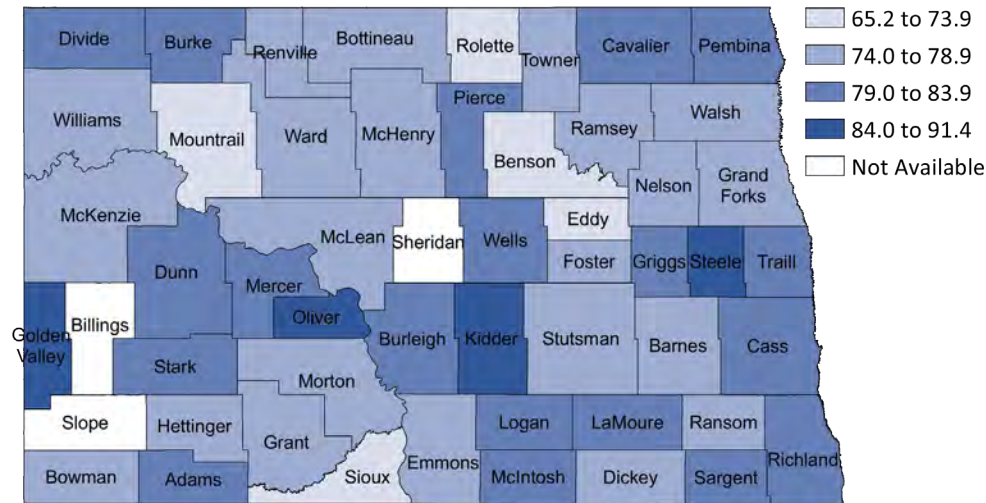 Divide
Burke
Renville
Bottineau
Rolette
Towner
Cavalier
Pembina
65.2 to 73.9
74.0 to 78.9
79.0 to 83.9
84.0 to 91.4
Not Available
Williams
Mountrail
Ward
McHenry
Pierce
Benson
Ramsey
Walsh
Nelson
Grand
Forks
McKenzie
McLean
Sheridan
Wells
Eddy
Foster
Griggs
Steele
Traill
Dunn
Mercer
Oliver
Golden
Valley
Billings
Stark
Burleigh
Kidder
Stutsman
Barnes
Cass
Morton
Slope
Hettinger
Grant
Logan
LaMoure
Ransom
Richland
Bowman
Adams
Sioux
Emmons
McIntosh
Dickey
Sargent